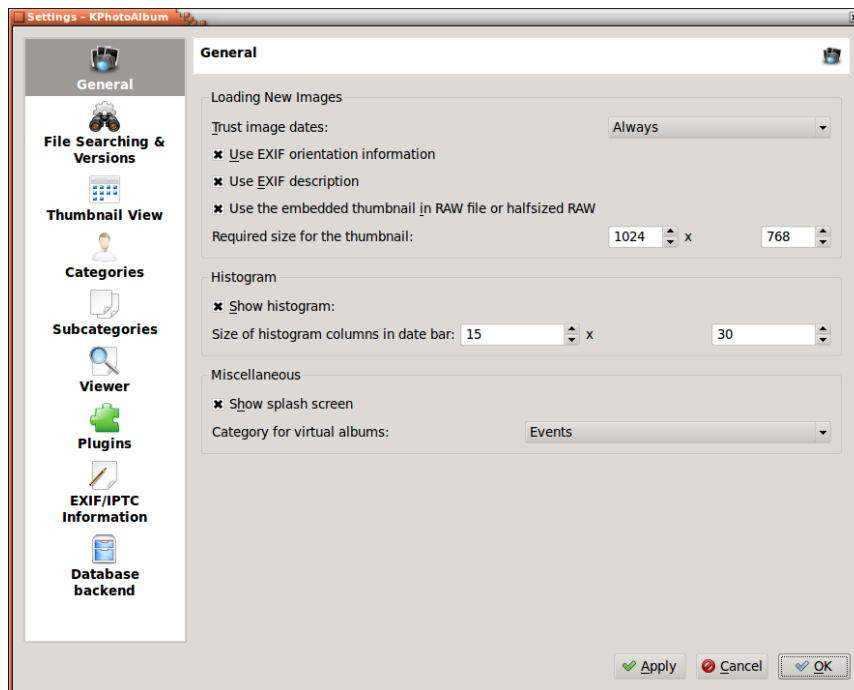 Settings – KPhotoAlbum
General
File Searching &
Versions
Thumbnail View
Categories
Subcategories
Viewer
Plugins
EXIF/IPTC
Information
Database
backend
General
Loading New Images
Trust image dates: Always
Use EXIF orientation information
Use EXIF description
Use the embedded thumbnail in RAW file or halfsized RAW
Required size for the thumbnail: 1024 x 768
Histogram
Show histogram:
Size of histogram columns in date bar: 15 x 30
Miscellaneous
Show splash screen
Category for virtual albums: Events
Apply Cancel OK